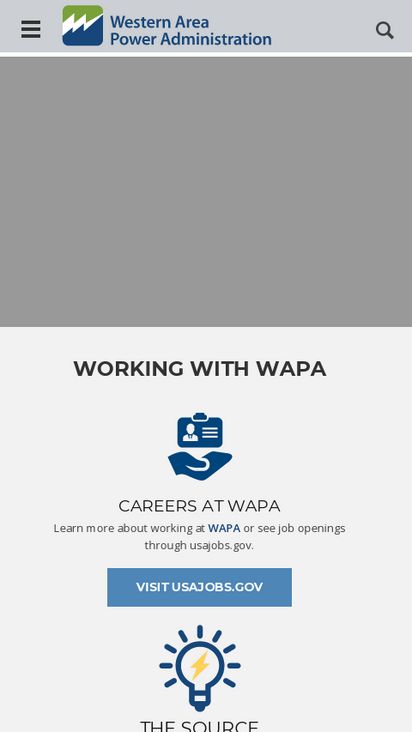 Western Area
Power Administration
WORKING WITH WAPA
CAREERS AT WAPA
Learn more about working at WAPA or see job openings
through usajobs.gov.
VISIT USAJOBS.GOV
THE SOURCE